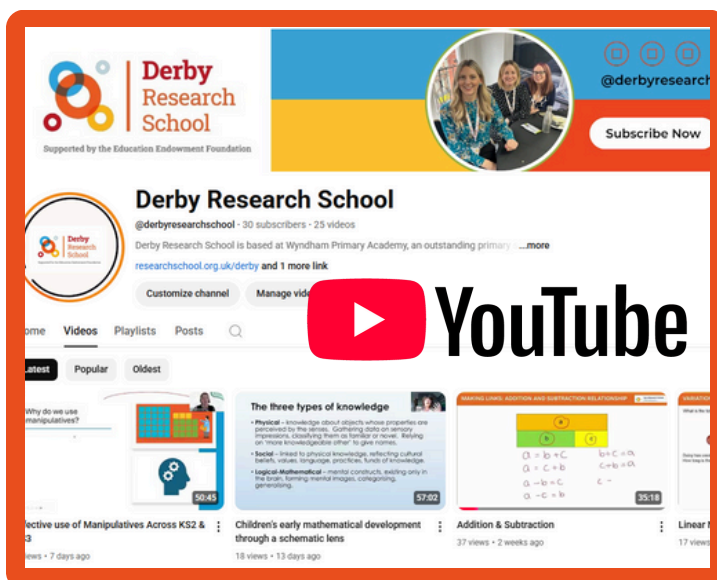 Derby
Research
School
Supported by the Education Endowment Foundation
@derbyresearch
Subscribe Now
Derby Research School
@derbyresearchschool · 30 subscribers · 25 videos
Derby Research School is based at Wyndham Primary Academy, an outstanding primary ...more
researchschool.org.uk/derby and 1 more link
Derby
Research
School
Customize channel
Manage vide
YouTube
ome Videos Playlists Posts
atest Popular Oldest
Why do we use
manipulatives?
50:45
The three types of knowledge
• Physical – knowledge about objects whose properties are
perceived by the senses. Gathering data on sensory
impressions, classifying them as familiar or novel. Relying
on 'more knowledgeable other' to give names.
• Social – linked to physical knowledge, reflecting cultural
beliefs, values, language, practices, funds of knowledge.
• Logical-Mathematical – mental constructs, existing only in
the brain, forming mental images, categorising,
generalising.
57:02
MAKING LINKS: ADDITION AND SUBTRACTION RELATIONSHIP
a
b c
a = b + c b + c = a
a = c + b c + b = a
a - b = c c -
a - c = b
35:18
VARIATION
What is the
ective use of Manipulatives Across KS2 &
3
ews • 7 days ago
Children's early mathematical development
through a schematic lens
18 views • 13 days ago
Addition & Subtraction
37 views • 2 weeks ago
Linear M
17 views